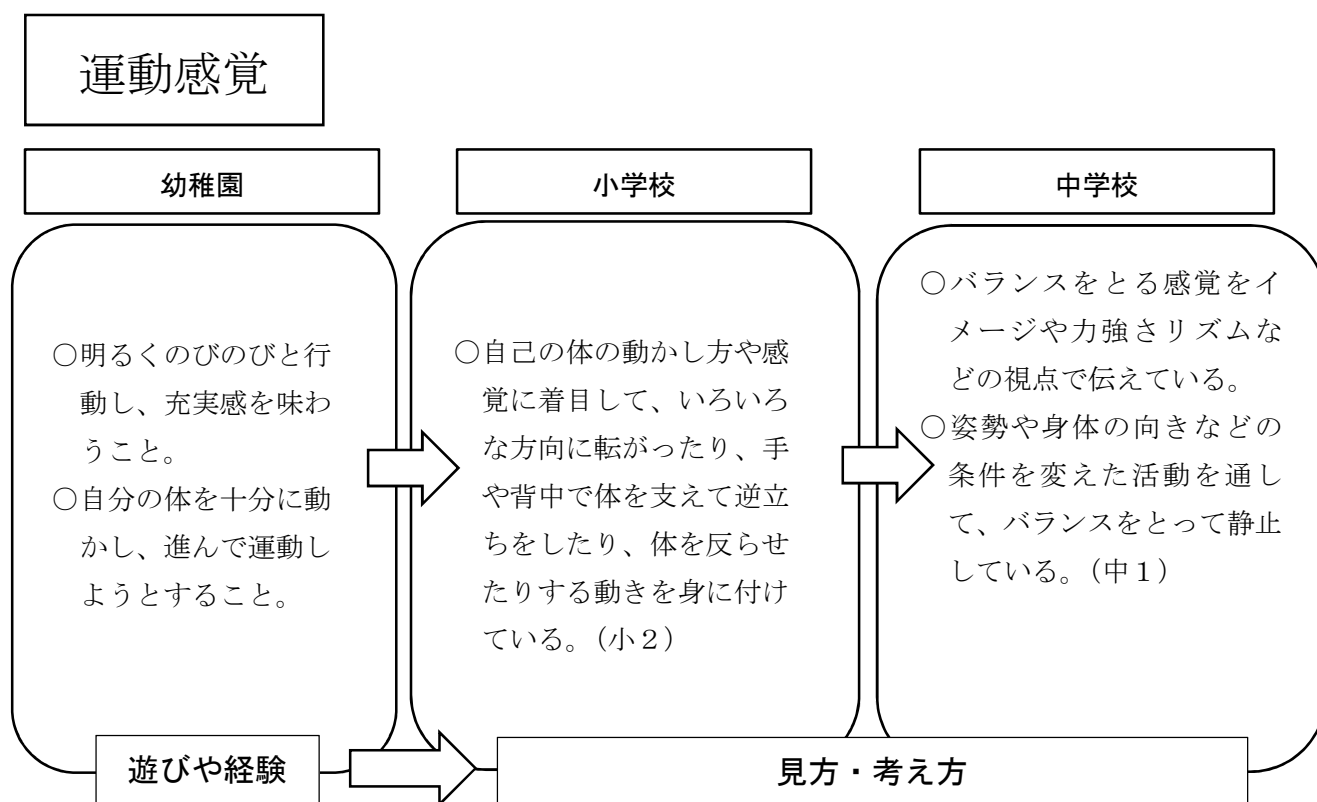 運動感覚
幼稚園
小学校
中学校
○明るくのびのびと行
動し、充実感を味わ
うこと。
○自分の体を十分に動
かし、進んで運動し
ようとすること。
○自己の体の動かし方や感
覚に着目して、いろいろ
な方向に転がったり、手
や背中で体を支えて逆立
ちをしたり、体を反らせ
たりする動きを身に付け
ている。（小２）
○バランスをとる感覚をイ
メージや力強さリズムな
どの視点で伝えている。
○姿勢や身体の向きなどの
条件を変えた活動を通し
て、バランスをとって静止
している。（中１）
遊びや経験
見方・考え方